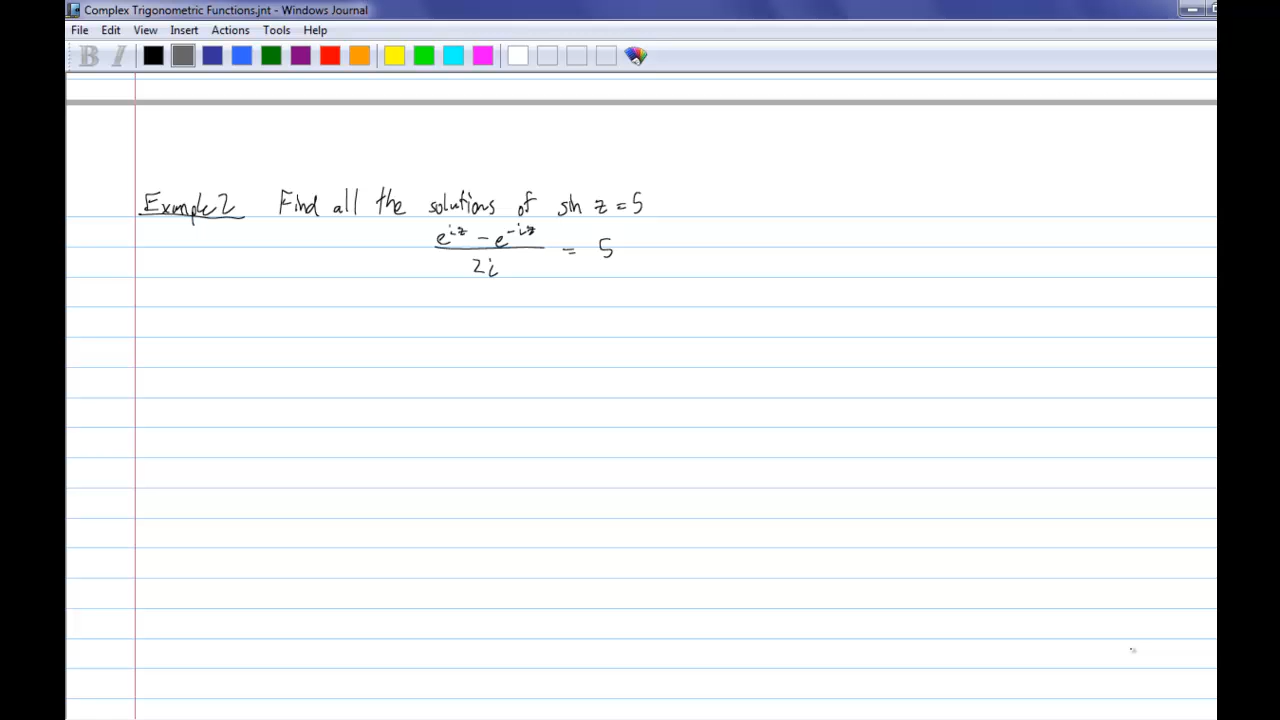 Complex Trigonometric Functions.jnt - Windows Journal
File Edit View Insert Actions Tools Help
B I
Example 2 Find all the solutions of sin z = 5
e^{iz} - e^{-iz} / 2i = 5